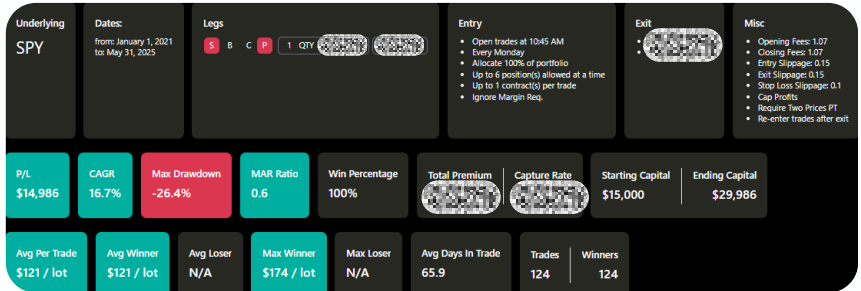 Underlying
SPY
Dates:
from: January 1, 2021
to: May 31, 2025
Legs
S B C P 1 QTY
Entry
Open trades at 10:45 AM
Every Monday
Allocate 100% of portfolio
Up to 6 position(s) allowed at a time
Up to 1 contract(s) per trade
Ignore Margin Req.
Exit
Misc
Opening Fees: 1.07
Closing Fees: 1.07
Entry Slippage: 0.15
Exit Slippage: 0.15
Stop Loss Slippage: 0.1
Cap Profits
Require Two Prices PT
Re-enter trades after exit
P/L
$14,986
CAGR
16.7%
Max Drawdown
-26.4%
MAR Ratio
0.6
Win Percentage
100%
Total Premium
Capture Rate
Starting Capital
$15,000
Ending Capital
$29,986
Avg Per Trade
$121 / lot
Avg Winner
$121 / lot
Avg Loser
N/A
Max Winner
$174 / lot
Max Loser
N/A
Avg Days In Trade
65.9
Trades
124
Winners
124